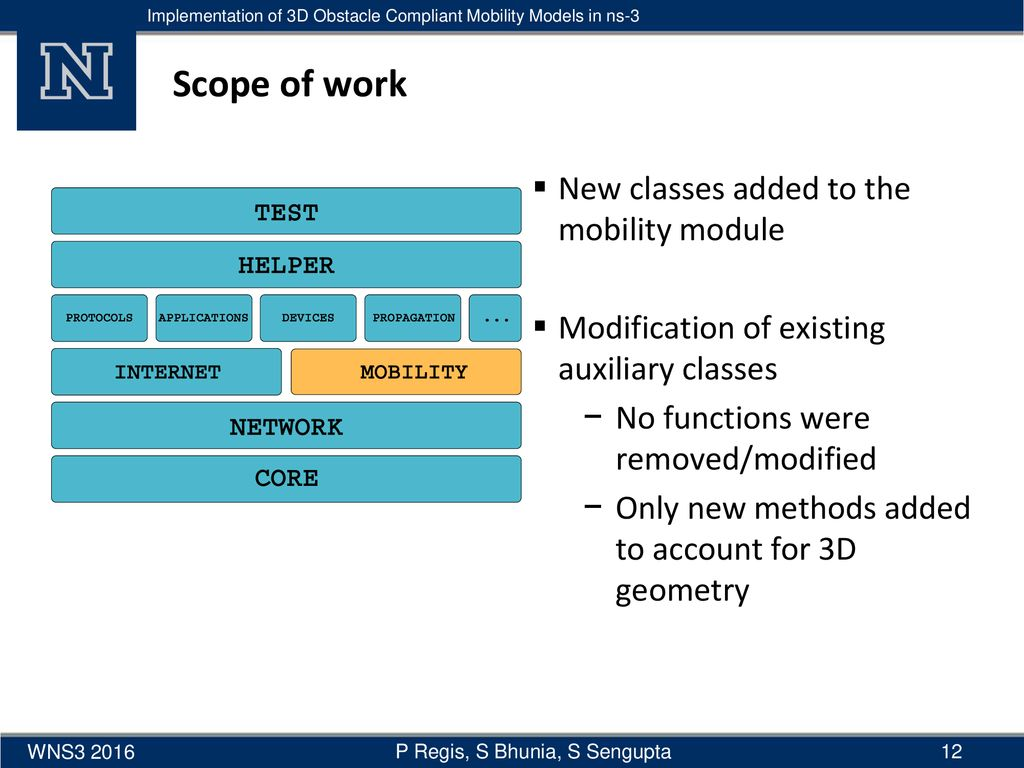 Implementation of 3D Obstacle Compliant Mobility Models in ns-3
N
Scope of work
TEST
HELPER
PROTOCOLS APPLICATIONS DEVICES PROPAGATION ...
INTERNET MOBILITY
NETWORK
CORE
▪ New classes added to the
mobility module
▪ Modification of existing
auxiliary classes
− No functions were
removed/modified
− Only new methods added
to account for 3D
geometry
WNS3 2016 P Regis, S Bhunia, S Sengupta 12